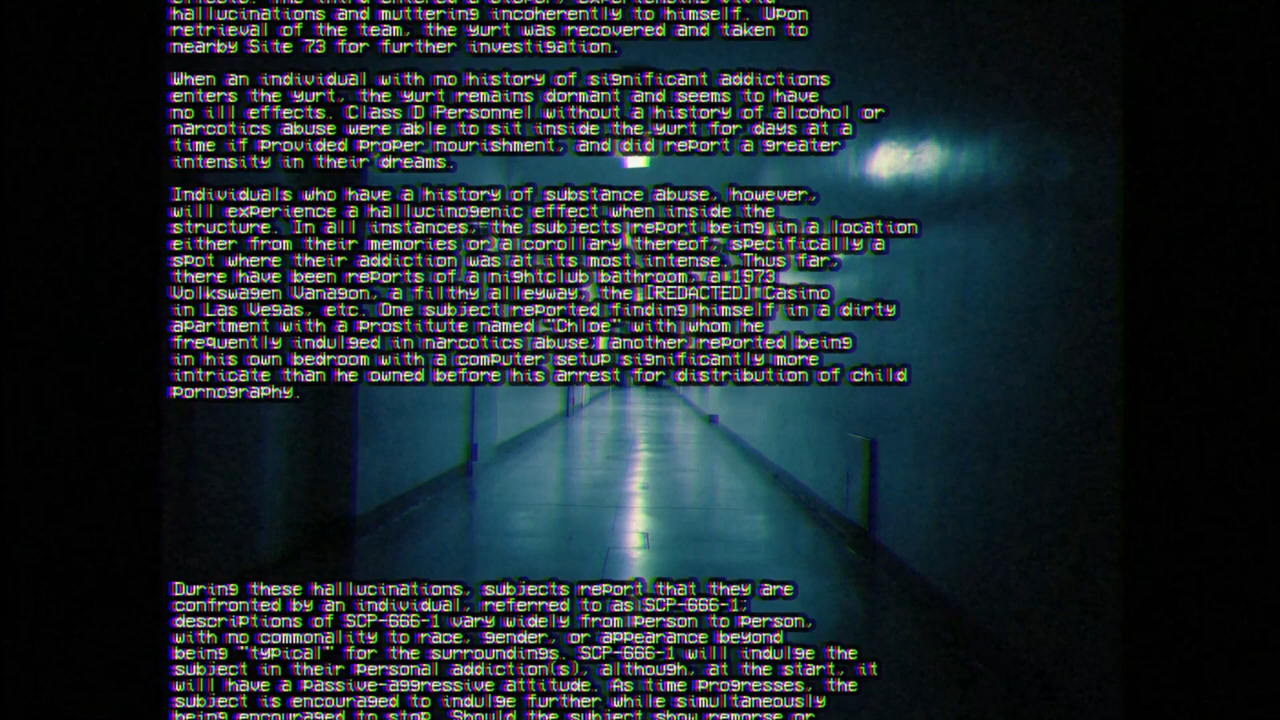 hallucinations and muttering incoherently to himself. Upon
retrieval of the team, the yurt was recovered and taken to
nearby Site 73 for further investigation.
When an individual with no history of significant addictions
enters the yurt, the yurt remains dormant and seems to have
no ill effects. Class D Personnel without a history of alcohol or
narcotics abuse were able to sit inside the yurt for days at a
time if provided proper nourishment, and did report a greater
intensity in their dreams.
Individuals who have a history of substance abuse, however,
will experience a hallucinogenic effect when inside the
structure. In all instances, the subjects report being in a location
either from their memories or a corollary thereof, specifically a
spot where their addiction was at its most intense. Thus far,
there have been reports of a nightclub bathroom, a 1973
Volkswagen Vanagon, a filthy alleyway, the [REDACTED] Casino
in Las Vegas, etc. One subject reported finding himself in a dirty
apartment with a prostitute named "Chloe" with whom he
frequently indulged in narcotics abuse; another reported being
in his own bedroom with a computer setup significantly more
intricate than he owned before his arrest for distribution of child
pornography.
During these hallucinations, subjects report that they are
confronted by an individual, referred to as SCP-666-1;
descriptions of SCP-666-1 vary widely from person to person,
with no commonality to race, gender, or appearance beyond
being "typical" for the surroundings. SCP-666-1 will indulge the
subject in their personal addiction(s), although, at the start, it
will have a passive-aggressive attitude. As time progresses, the
subject is encouraged to indulge further while simultaneously
being encouraged to stop. Should the subject show remorse or